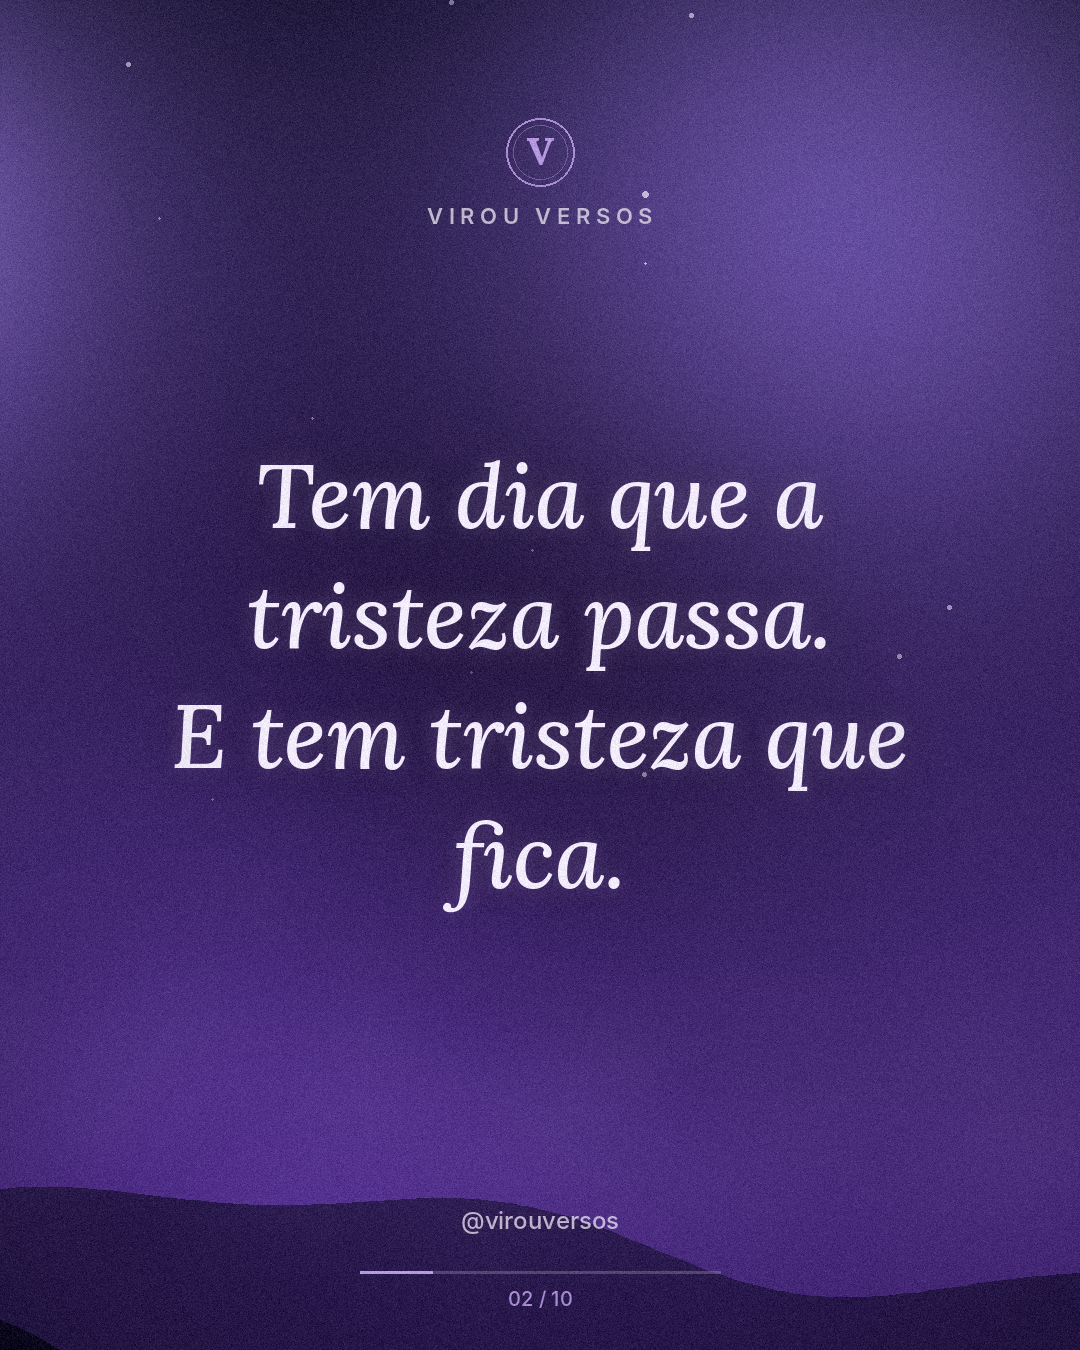 V
VIROU VERSOS
Tem dia que a
tristeza passa.
E tem tristeza que
fica.
@virouversos
02 / 10